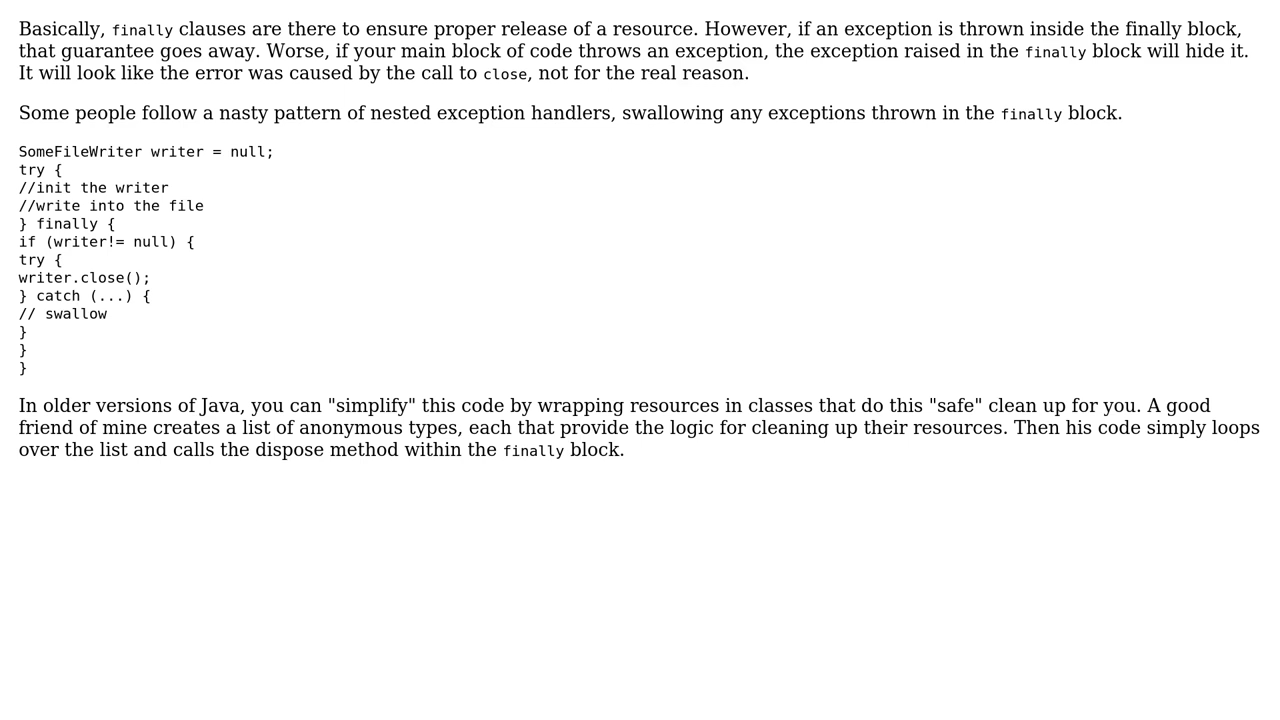 Basically, finally clauses are there to ensure proper release of a resource. However, if an exception is thrown inside the finally block,
that guarantee goes away. Worse, if your main block of code throws an exception, the exception raised in the finally block will hide it.
It will look like the error was caused by the call to close, not for the real reason.
Some people follow a nasty pattern of nested exception handlers, swallowing any exceptions thrown in the finally block.
SomeFileWriter writer = null;
try {
//init the writer
//write into the file
} finally {
if (writer!= null) {
try {
writer.close();
} catch (...) {
// swallow
}
}
}
In older versions of Java, you can "simplify" this code by wrapping resources in classes that do this "safe" clean up for you. A good
friend of mine creates a list of anonymous types, each that provide the logic for cleaning up their resources. Then his code simply loops
over the list and calls the dispose method within the finally block.